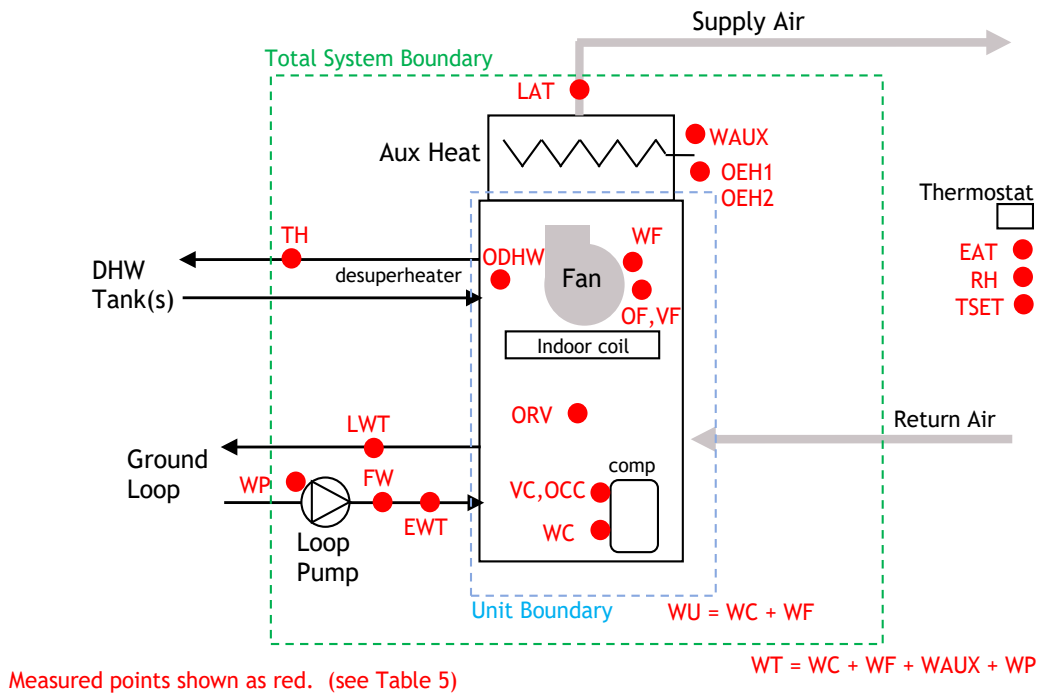 Supply Air
Total System Boundary
LAT
Aux Heat
WAUX
OEH1
OEH2
Thermostat
TH
ODHW
WF
EAT
DHW
Tank(s)
desuperheater
Fan
RH
TSET
OF,VF
Indoor coil
LWT
ORV
Return Air
Ground
Loop
WP
FW
EWT
comp
VC,OCC
WC
Loop
Pump
Unit Boundary
WU = WC + WF
WT = WC + WF + WAUX + WP
Measured points shown as red. (see Table 5)